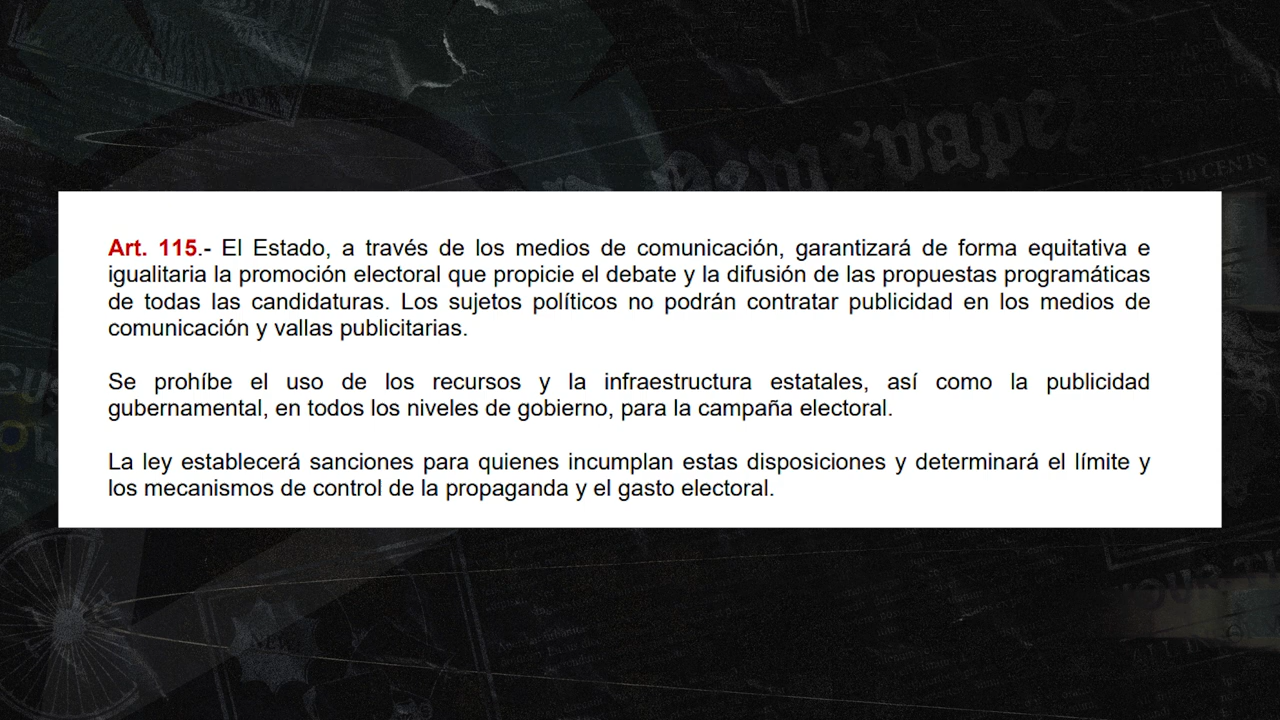 Newspaper
10 CENTS
Art. 115.- El Estado, a través de los medios de comunicación, garantizará de forma equitativa e
igualitaria la promoción electoral que propicie el debate y la difusión de las propuestas programáticas
de todas las candidaturas. Los sujetos políticos no podrán contratar publicidad en los medios de
comunicación y vallas publicitarias.
Se prohíbe el uso de los recursos y la infraestructura estatales, así como la publicidad
gubernamental, en todos los niveles de gobierno, para la campaña electoral.
La ley establecerá sanciones para quienes incumplan estas disposiciones y determinará el límite y
los mecanismos de control de la propaganda y el gasto electoral.
NEW!